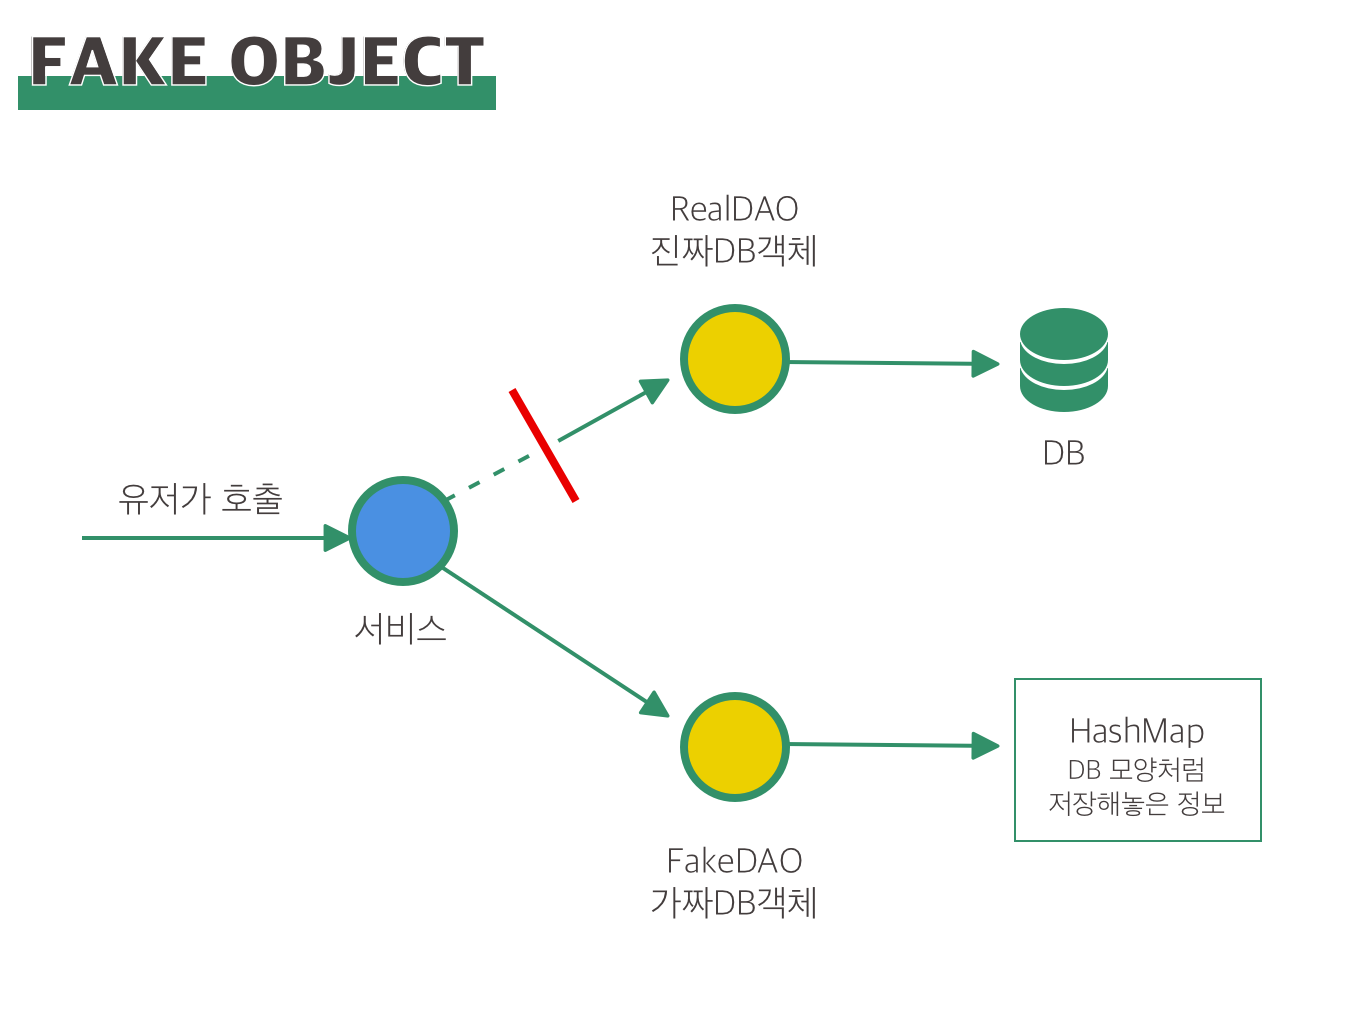 FAKE OBJECT
RealDAO
진짜DB객체
DB
유저가 호출
서비스
HashMap
DB 모양처럼
저장해놓은 정보
FakeDAO
가짜DB객체